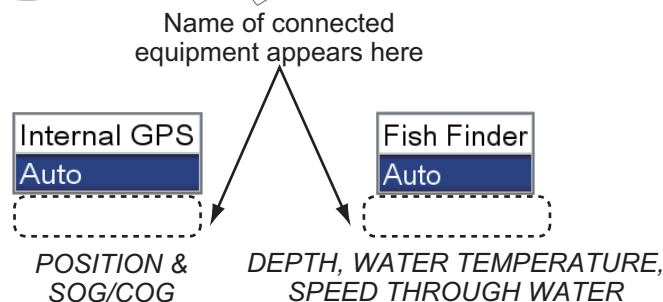 Name of connected
equipment appears here
Internal GPS
Auto
Fish Finder
Auto
POSITION &
SOG/COG
DEPTH, WATER TEMPERATURE,
SPEED THROUGH WATER